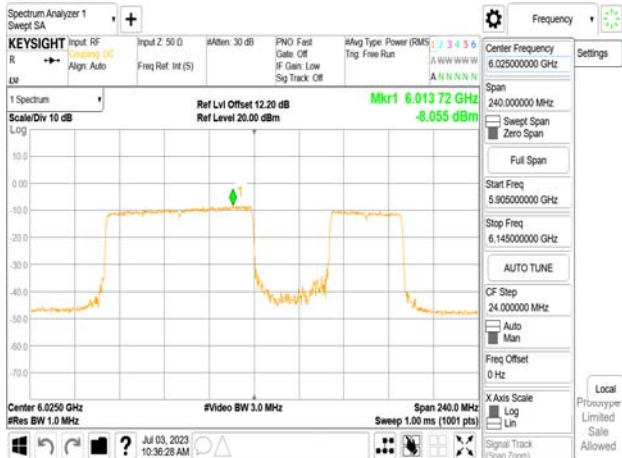 Spectrum Analyzer 1
Swept SA
+
Frequency
KEYSIGHT
R
Input: RF
Coupling: DC
Align: Auto
Input Z: 50 Ω
Freq Ref: Int (S)
#Atten: 30 dB
PNO: Fast
Gate: Off
IF Gain: Low
Sig Track: Off
#Avg Type: Power (RMS
Trig: Free Run
1 2 3 4 5 6
A W W W W W
A N N N N N
1 Spectrum
Scale/Div 10 dB
Log
Ref Lvl Offset 12.20 dB
Ref Level 20.00 dBm
Mkr1 6.013 72 GHz
-8.055 dBm
10.0
0.00
-10.0
-20.0
-30.0
-40.0
-50.0
-60.0
-70.0
1
Center 6.0250 GHz
#Res BW 1.0 MHz
#Video BW 3.0 MHz
Span 240.0 MHz
Sweep 1.00 ms (1001 pts)
?
Jul 03, 2023
10:36:28 AM
Center Frequency
6.025000000 GHz
Settings
Span
240.000000 MHz
Swept Span
Zero Span
Full Span
Start Freq
5.905000000 GHz
Stop Freq
6.145000000 GHz
AUTO TUNE
CF Step
24.000000 MHz
Auto
Man
Freq Offset
0 Hz
X Axis Scale
Log
Lin
Signal Track
(Span Zoom)
Local
Prototype
Limited
Sale
Allowed